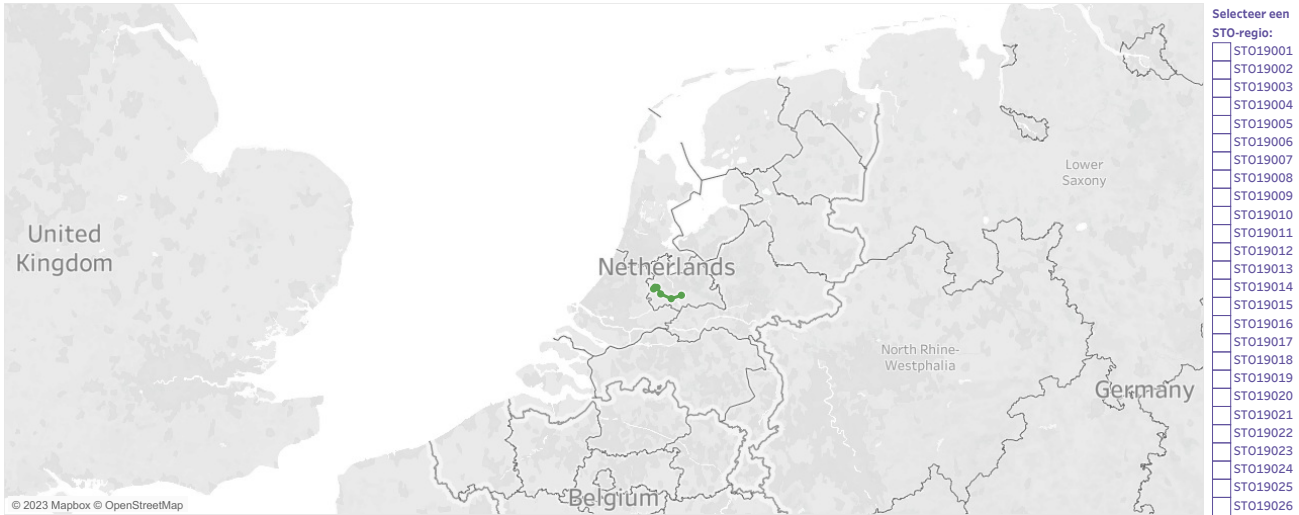 United
Kingdom
Netherlands
Lower
Saxony
North Rhine-
Westphalia
Germany
Belgium
© 2023 Mapbox © OpenStreetMap
Selecteer een
STO-regio:
STO19001
STO19002
STO19003
STO19004
STO19005
STO19006
STO19007
STO19008
STO19009
STO19010
STO19011
STO19012
STO19013
STO19014
STO19015
STO19016
STO19017
STO19018
STO19019
STO19020
STO19021
STO19022
STO19023
STO19024
STO19025
STO19026